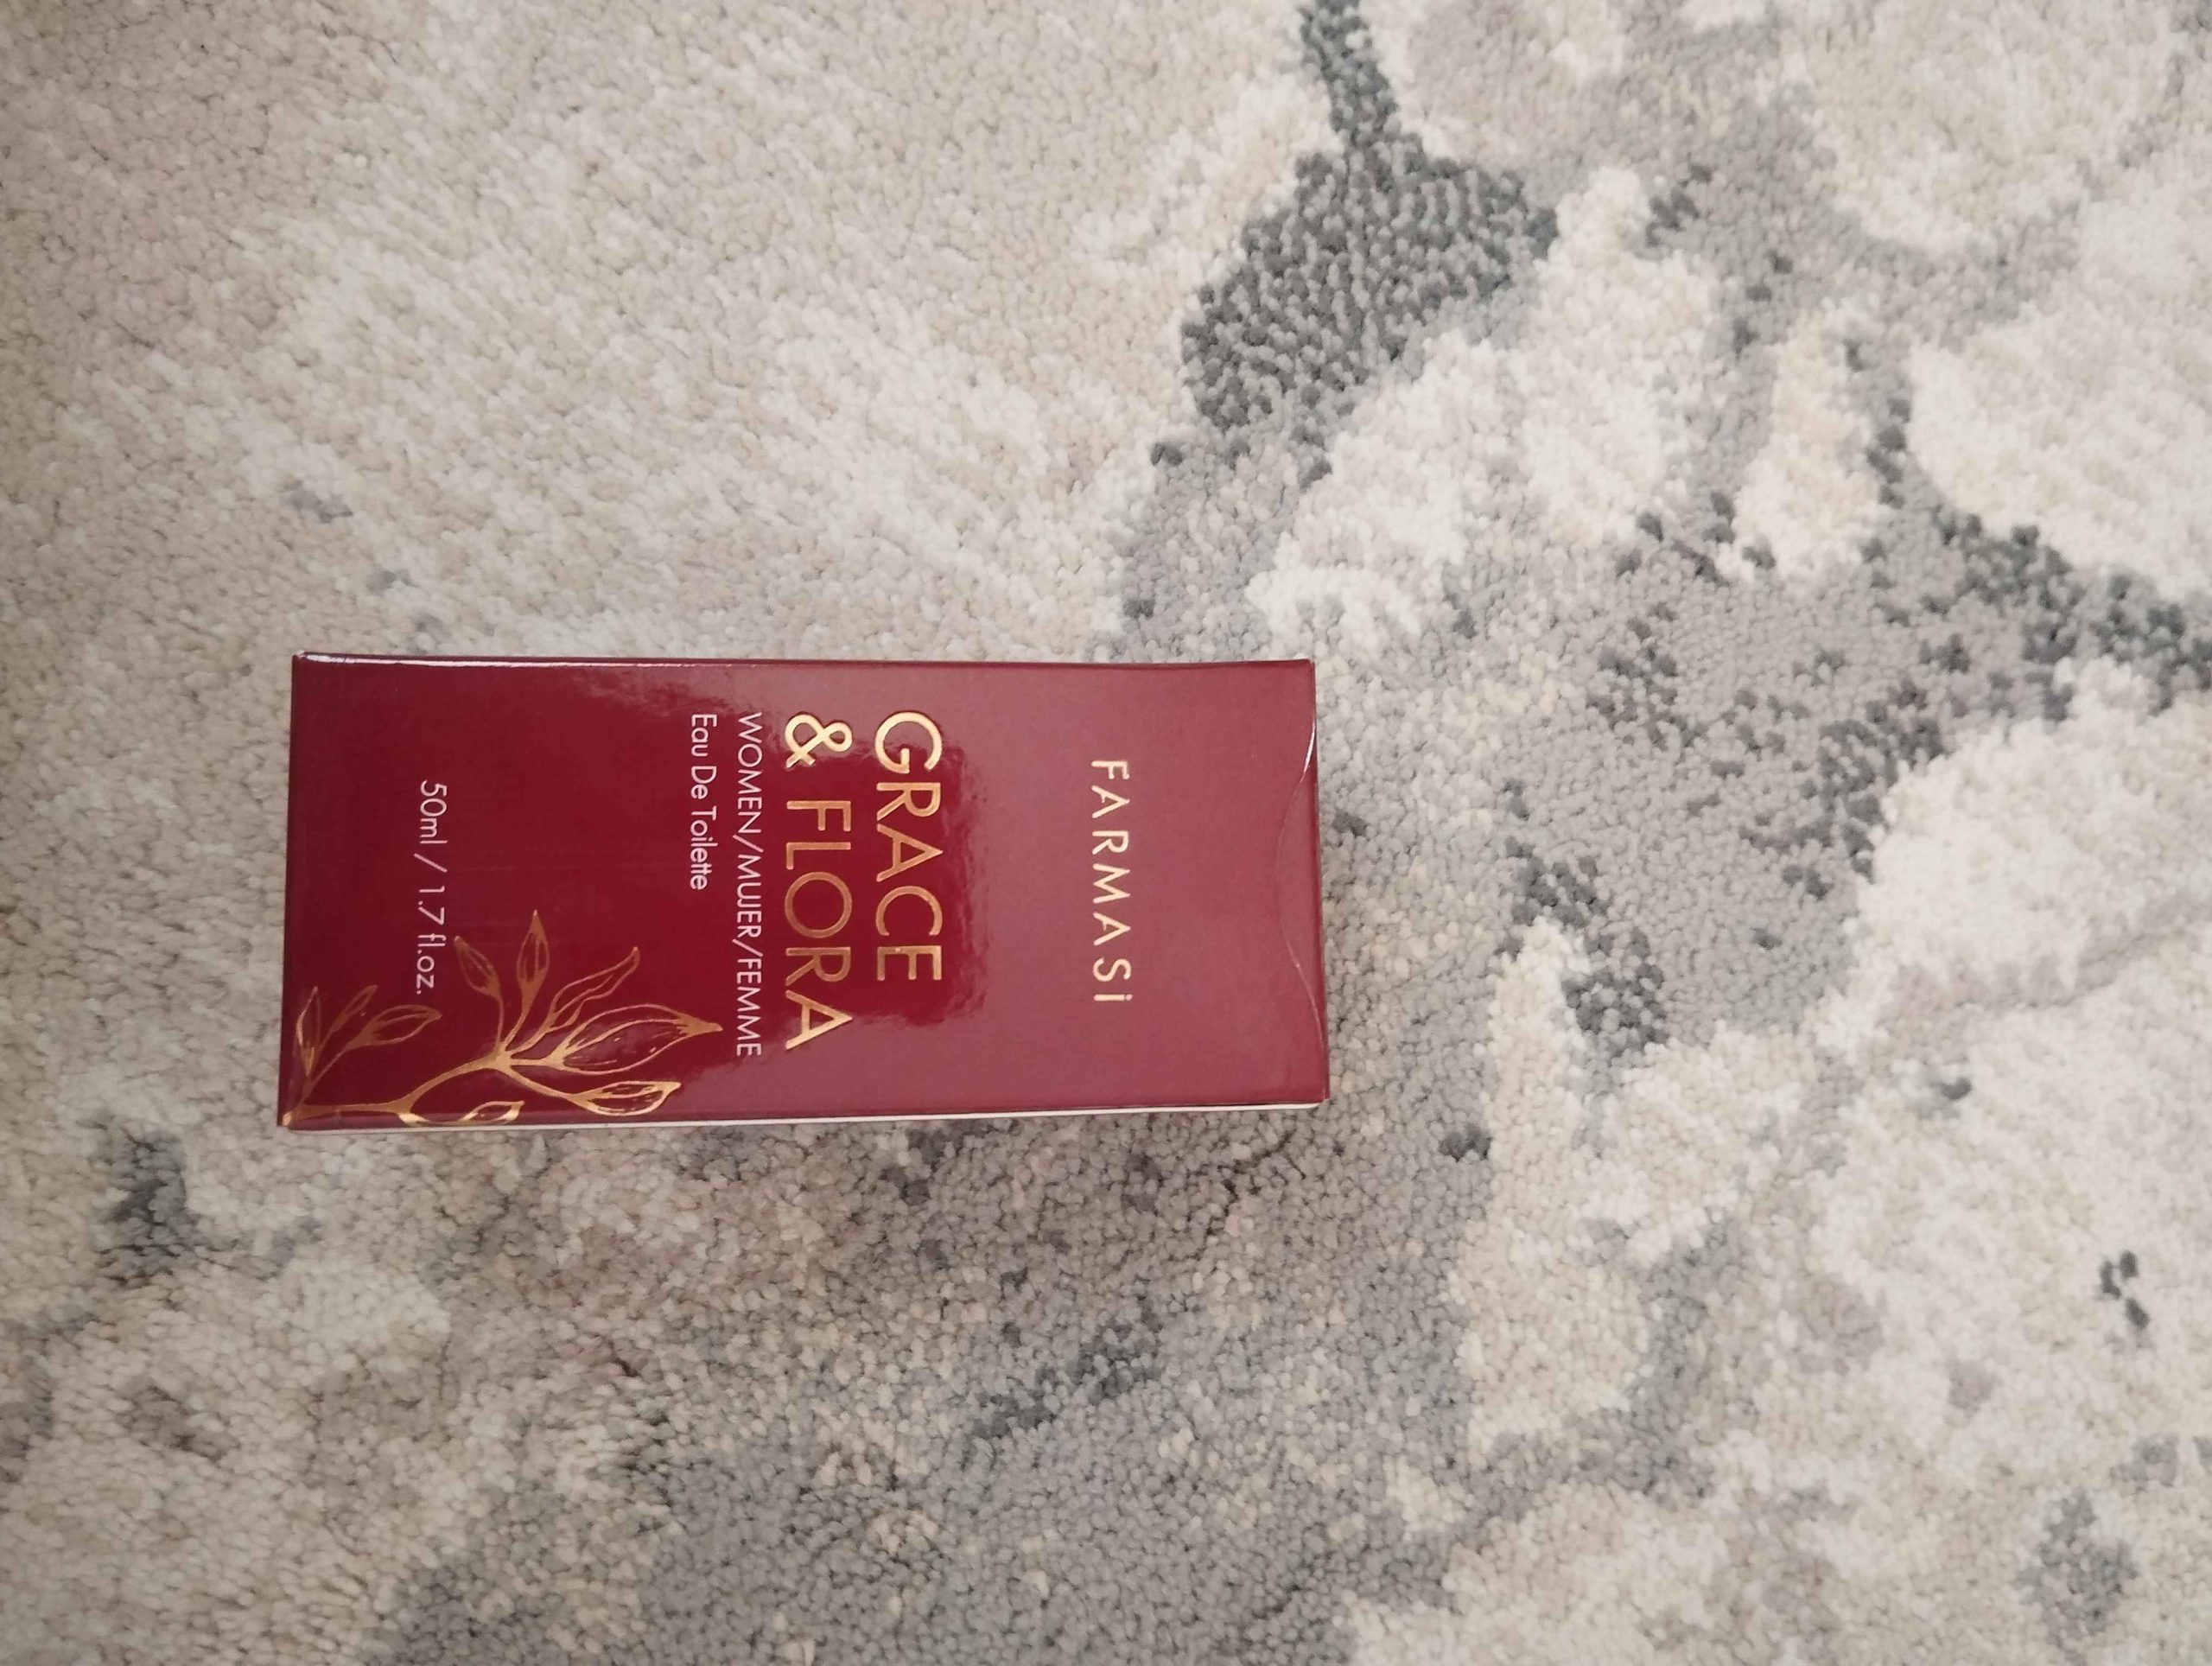 FARMASİ
GRACE
& FLORA
WOMEN/MUJER/FEMME
Eau De Toilette
50ml / 1.7 fl.oz.